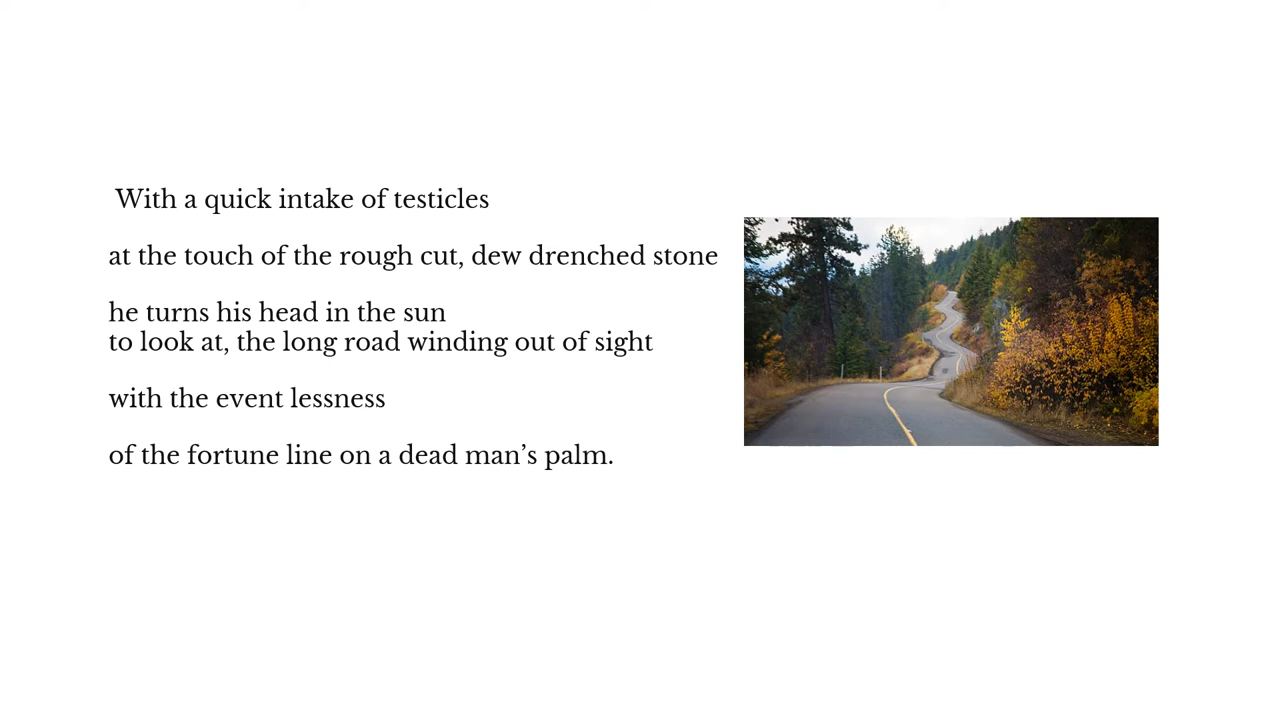 With a quick intake of testicles
at the touch of the rough cut, dew drenched stone
he turns his head in the sun
to look at, the long road winding out of sight
with the event lessness
of the fortune line on a dead man’s palm.